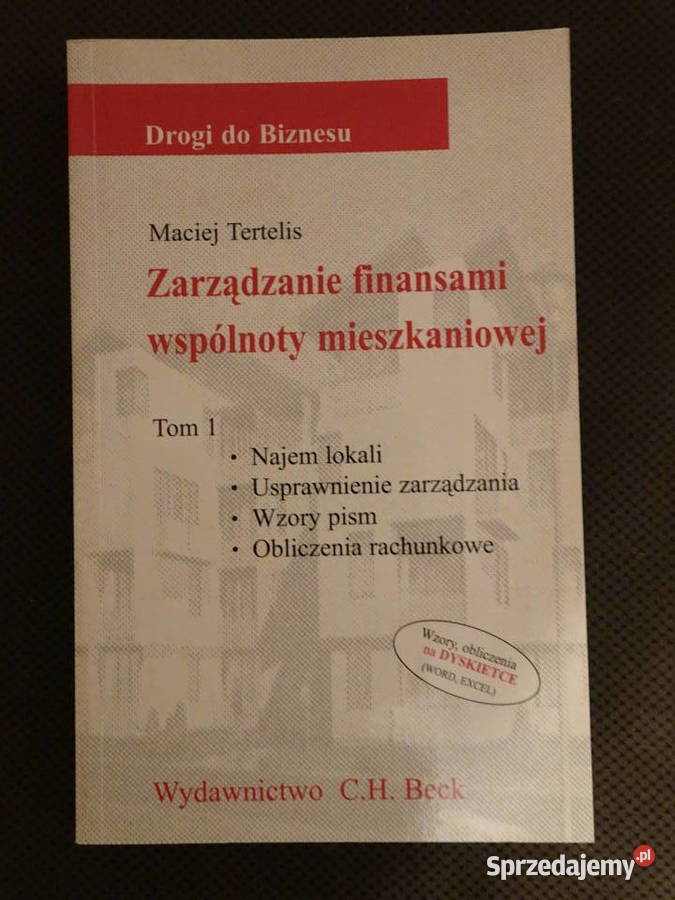 Drogi do Biznesu
Maciej Tertelis
Zarządzanie finansami
wspólnoty mieszkaniowej
Tom 1
• Najem lokali
• Usprawnienie zarządzania
• Wzory pism
• Obliczenia rachunkowe
Wzory, obliczenia
na DYSKIETCE
(WORD, EXCEL)
Wydawnictwo C.H. Beck
Sprzedajemy.pl